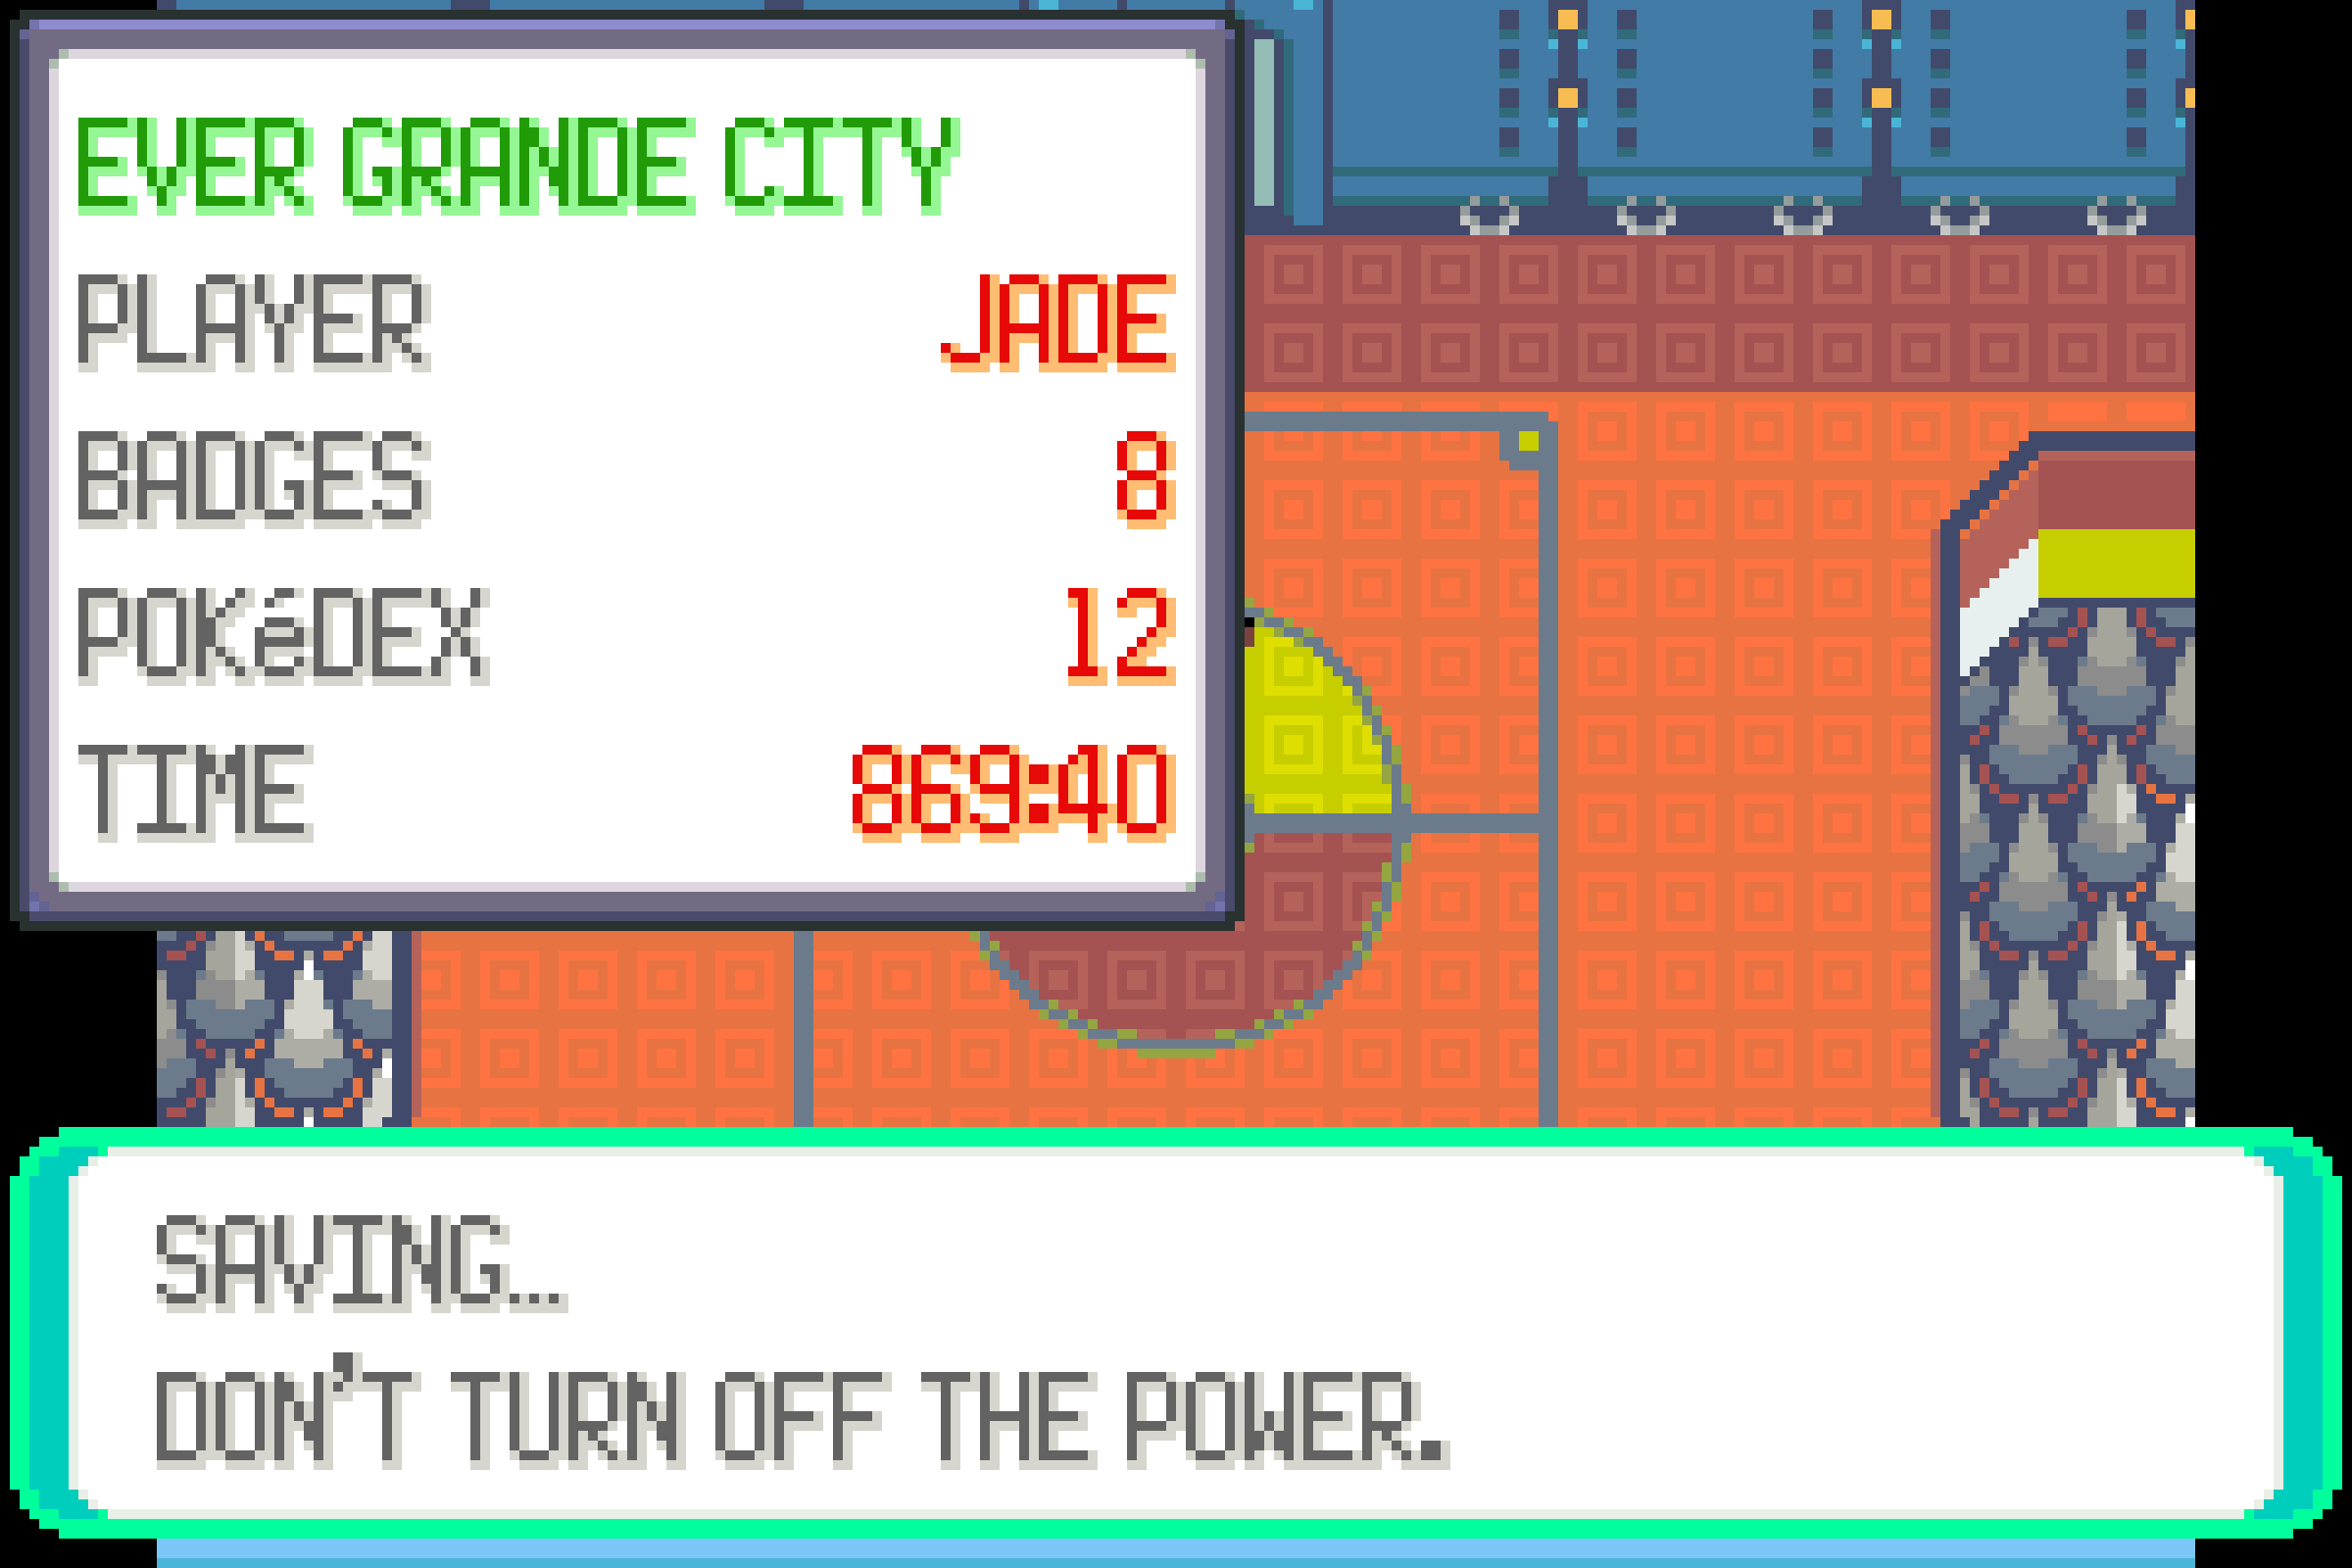 EVER GRANDE CITY
PLAYER JADE
BADGES 8
POKéDEX 12
TIME 869:40
SAVING...
DON'T TURN OFF THE POWER.